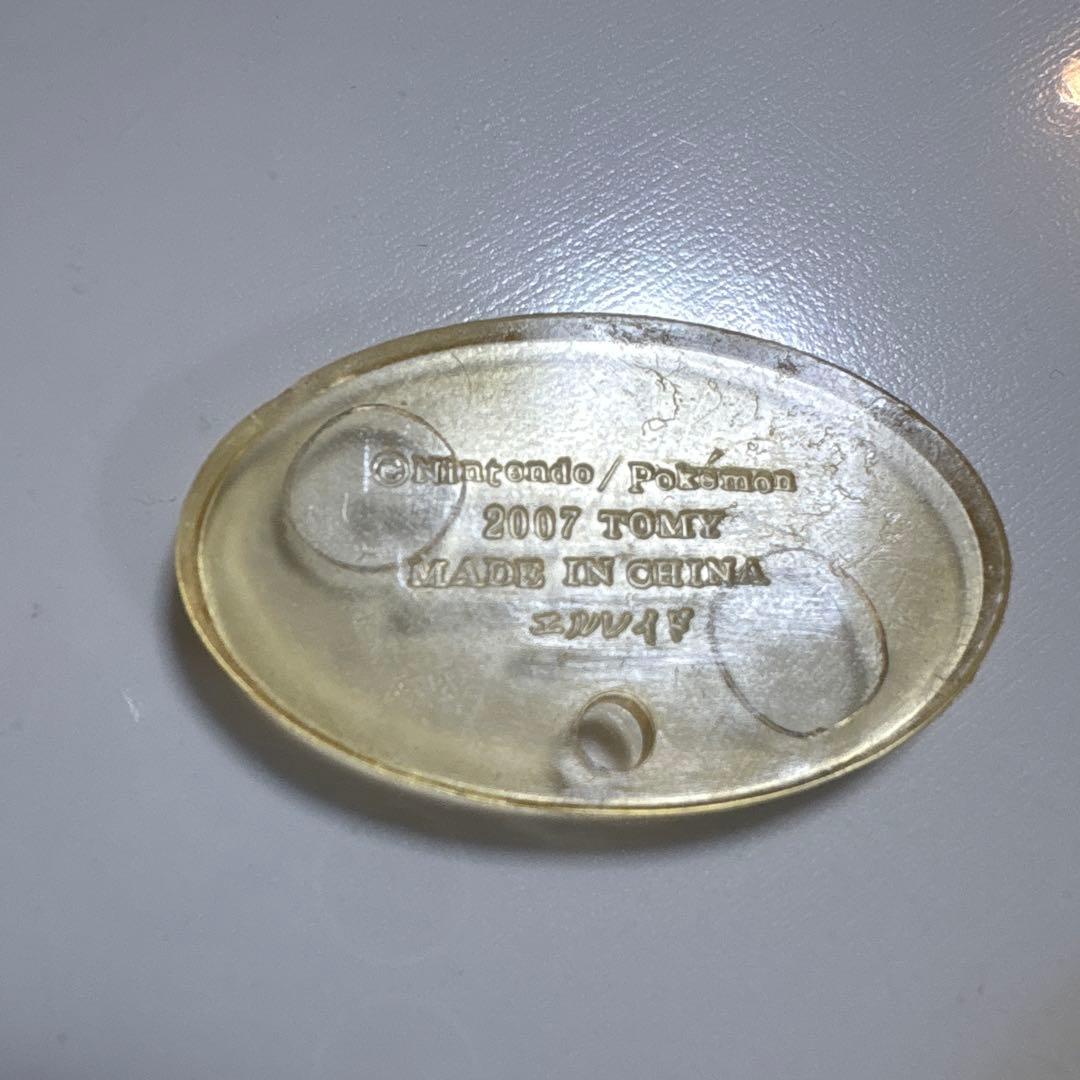 ©Nintendo/Pokémon
2007 TOMY
MADE IN CHINA
エルレイド